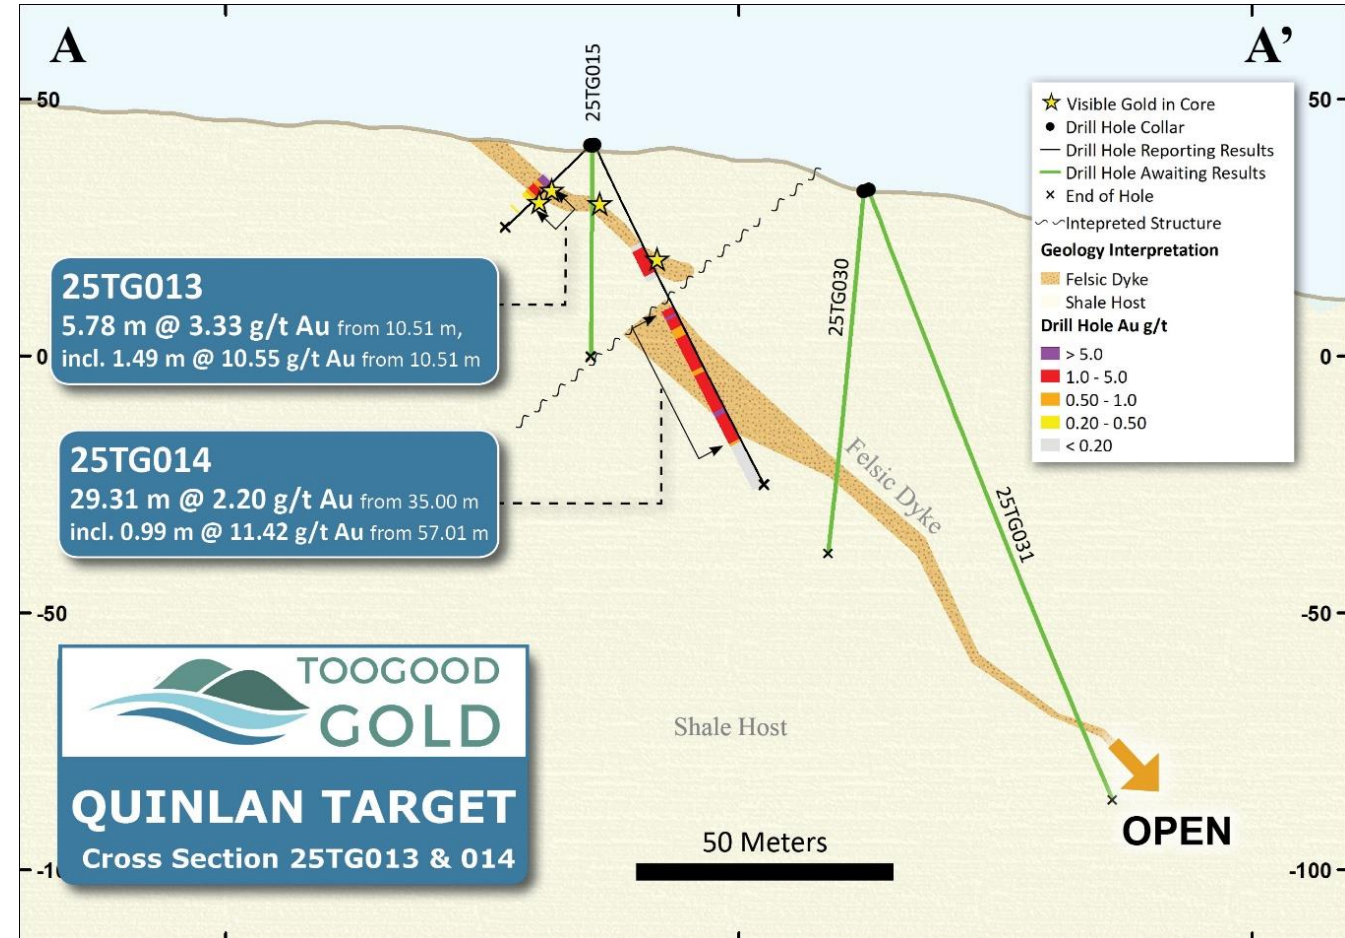 A
A’
25TG015
50
50
Visible Gold in Core
Drill Hole Collar
Drill Hole Reporting Results
Drill Hole Awaiting Results
End of Hole
Intepreted Structure
Geology Interpretation
Felsic Dyke
Shale Host
Drill Hole Au g/t
> 5.0
1.0 - 5.0
0.50 - 1.0
0.20 - 0.50
< 0.20
25TG013
5.78 m @ 3.33 g/t Au from 10.51 m,
incl. 1.49 m @ 10.55 g/t Au from 10.51 m
25TG030
0
0
25TG014
29.31 m @ 2.20 g/t Au from 35.00 m
incl. 0.99 m @ 11.42 g/t Au from 57.01 m
Felsic Dyke
25TG031
-50
-50
TOOGOOD
GOLD
Shale Host
QUINLAN TARGET
Cross Section 25TG013 & 014
50 Meters
OPEN
-100